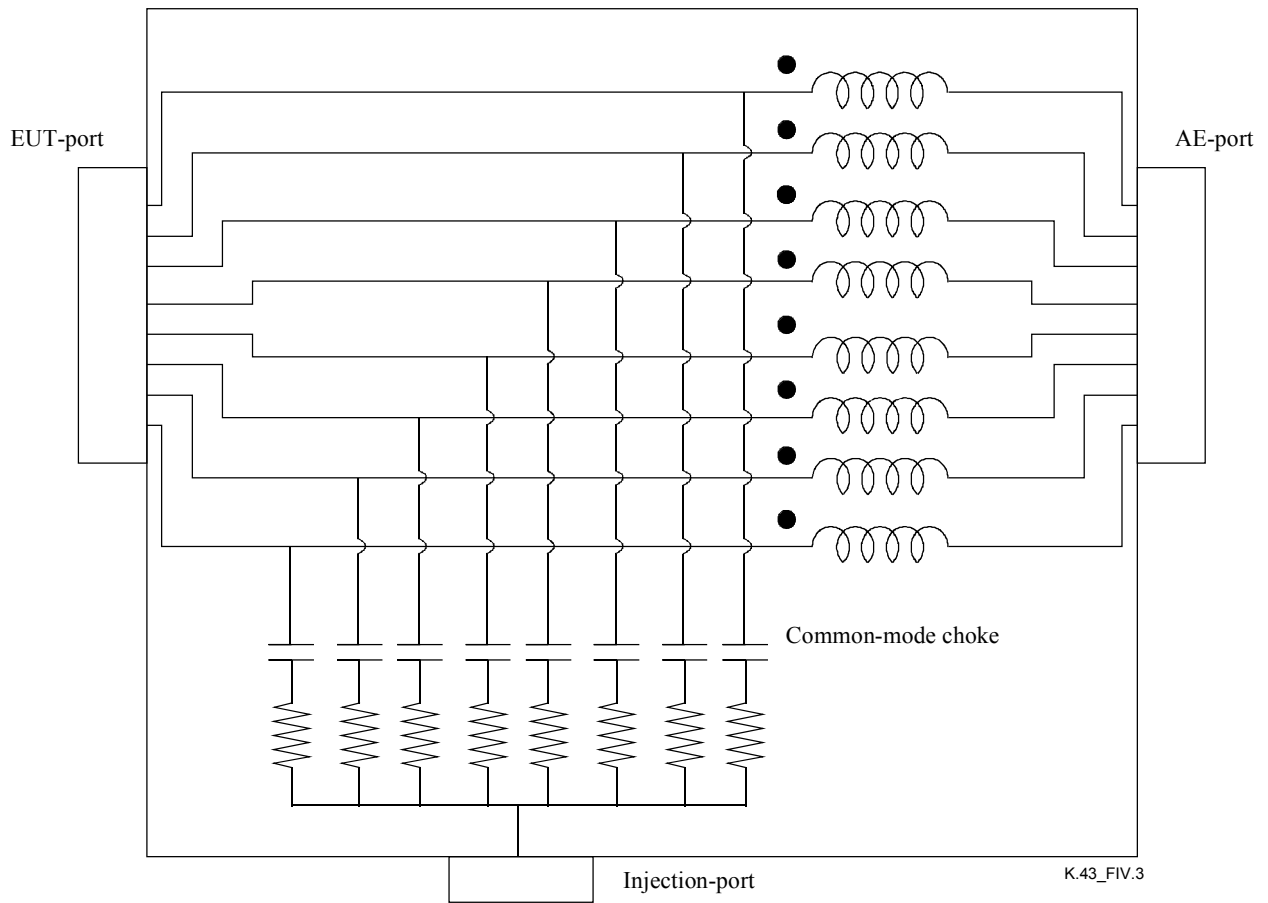 EUT-port
AE-port
Common-mode choke
Injection-port
K.43_FIV.3